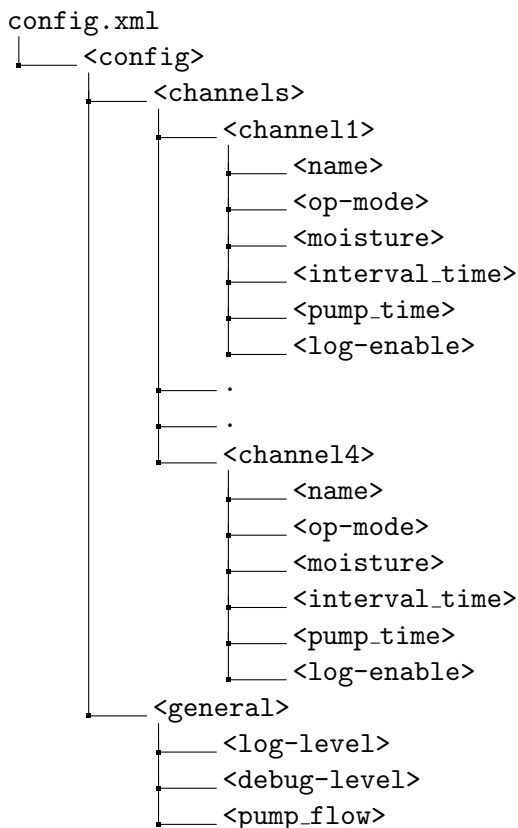 config.xml
<config>
<channels>
<channel1>
<name>
<op-mode>
<moisture>
<interval_time>
<pump_time>
<log-enable>
.
.
<channel4>
<name>
<op-mode>
<moisture>
<interval_time>
<pump_time>
<log-enable>
<general>
<log-level>
<debug-level>
<pump_flow>